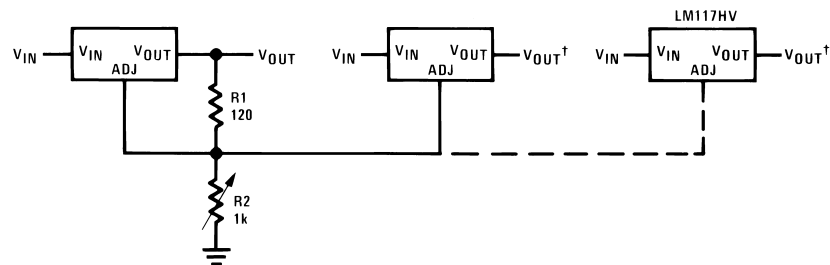 LM117HV
V_IN V_IN V_OUT V_OUT V_IN V_IN V_OUT V_OUT† V_IN V_IN V_OUT V_OUT†
ADJ ADJ ADJ
R1
120
R2
1k